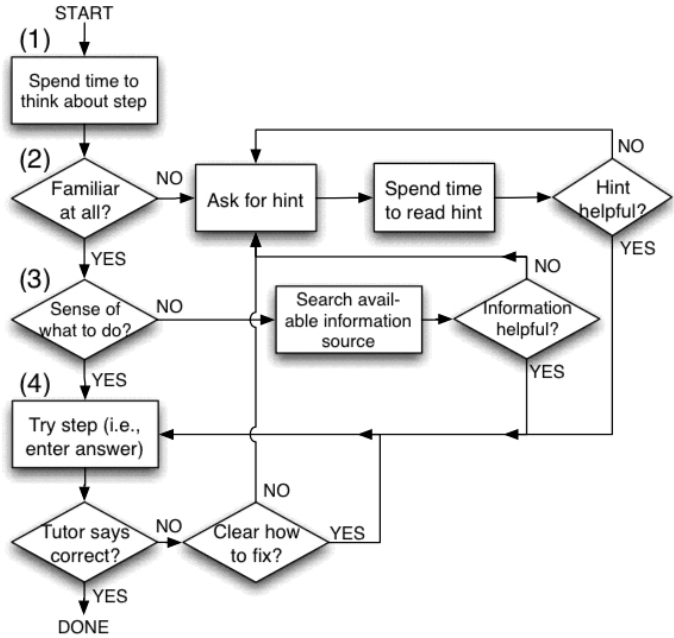 START
(1)
Spend time to
think about step
(2)
Familiar
at all?
NO
Ask for hint
Spend time
to read hint
Hint
helpful?
NO
YES
YES
(3)
Sense of
what to do?
NO
Search avail-
able information
source
Information
helpful?
NO
YES
YES
(4)
Try step (i.e.,
enter answer)
Tutor says
correct?
NO
Clear how
to fix?
NO
YES
YES
DONE